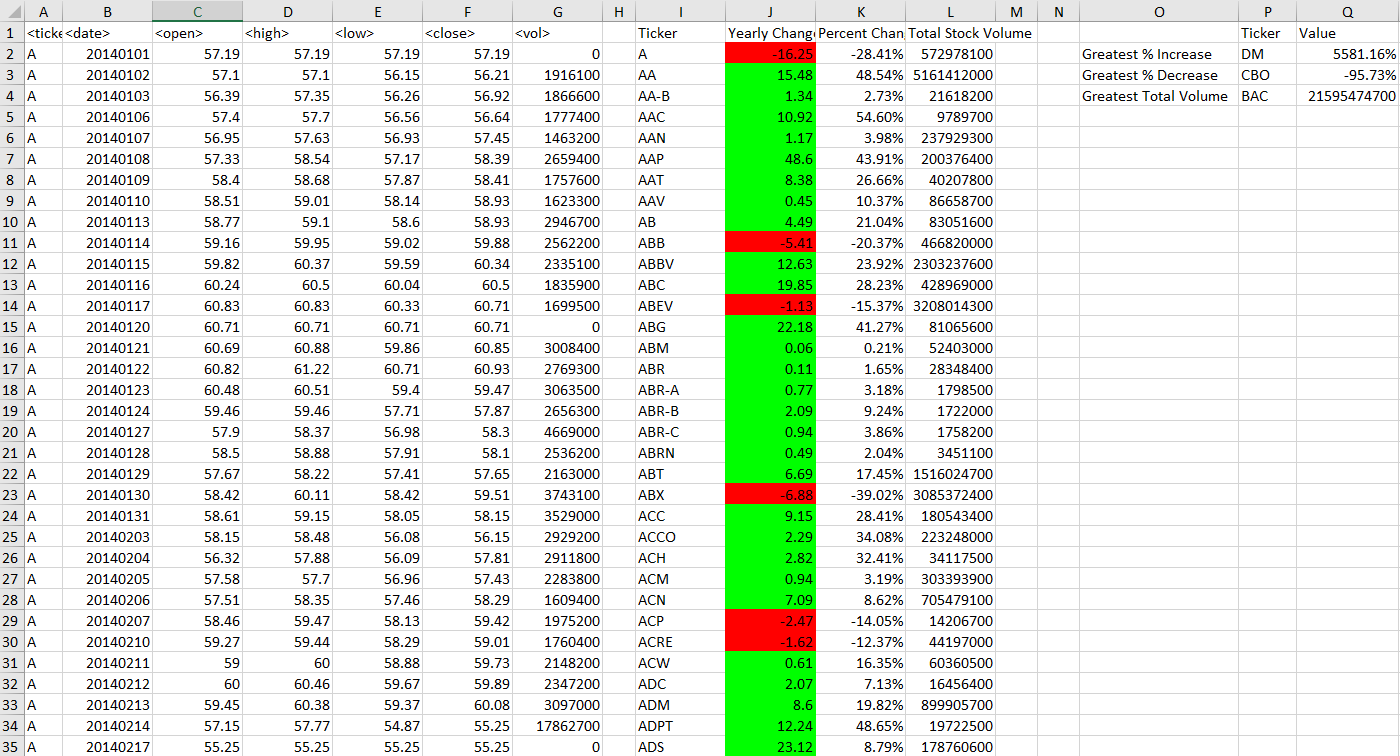 A B C D E F G H I J K L M N O P Q
1 <ticke <date> <open> <high> <low> <close> <vol> Ticker Yearly Change Percent Chan Total Stock Volume Ticker Value
2 A 20140101 57.19 57.19 57.19 57.19 0 A -16.25 -28.41% 572978100 Greatest % Increase DM 5581.16%
3 A 20140102 57.1 57.1 56.15 56.21 1916100 AA 15.48 48.54% 5161412000 Greatest % Decrease CBO -95.73%
4 A 20140103 56.39 57.35 56.26 56.92 1866600 AA-B 1.34 2.73% 21618200 Greatest Total Volume BAC 21595474700
5 A 20140106 57.4 57.7 56.56 56.64 1777400 AAC 10.92 54.60% 9789700
6 A 20140107 56.95 57.63 56.93 57.45 1463200 AAN 1.17 3.98% 237929300
7 A 20140108 57.33 58.54 57.17 58.39 2659400 AAP 48.6 43.91% 200376400
8 A 20140109 58.4 58.68 57.87 58.41 1757600 AAT 8.38 26.66% 40207800
9 A 20140110 58.51 59.01 58.14 58.93 1623300 AAV 0.45 10.37% 86658700
10 A 20140113 58.77 59.1 58.6 58.93 2946700 AB 4.49 21.04% 83051600
11 A 20140114 59.16 59.95 59.02 59.88 2562200 ABB -5.41 -20.37% 466820000
12 A 20140115 59.82 60.37 59.59 60.34 2335100 ABBV 12.63 23.92% 2303237600
13 A 20140116 60.24 60.5 60.04 60.5 1835900 ABC 19.85 28.23% 428969000
14 A 20140117 60.83 60.83 60.33 60.71 1699500 ABEV -1.13 -15.37% 3208014300
15 A 20140120 60.71 60.71 60.71 60.71 0 ABG 22.18 41.27% 81065600
16 A 20140121 60.69 60.88 59.86 60.85 3008400 ABM 0.06 0.21% 52403000
17 A 20140122 60.82 61.22 60.71 60.93 2769300 ABR 0.11 1.65% 28348400
18 A 20140123 60.48 60.51 59.4 59.47 3063500 ABR-A 0.77 3.18% 1798500
19 A 20140124 59.46 59.46 57.71 57.87 2656300 ABR-B 2.09 9.24% 1722000
20 A 20140127 57.9 58.37 56.98 58.3 4669000 ABR-C 0.94 3.86% 1758200
21 A 20140128 58.5 58.88 57.91 58.1 2536200 ABRN 0.49 2.04% 3451100
22 A 20140129 57.67 58.22 57.41 57.65 2163000 ABT 6.69 17.45% 1516024700
23 A 20140130 58.42 60.11 58.42 59.51 3743100 ABX -6.88 -39.02% 3085372400
24 A 20140131 58.61 59.15 58.05 58.15 3529000 ACC 9.15 28.41% 180543400
25 A 20140203 58.15 58.48 56.08 56.15 2929200 ACCO 2.29 34.08% 223248000
26 A 20140204 56.32 57.88 56.09 57.81 2911800 ACH 2.82 32.41% 34117500
27 A 20140205 57.58 57.7 56.96 57.43 2283800 ACM 0.94 3.19% 303393900
28 A 20140206 57.51 58.35 57.46 58.29 1609400 ACN 7.09 8.62% 705479100
29 A 20140207 58.46 59.47 58.13 59.42 1975200 ACP -2.47 -14.05% 14206700
30 A 20140210 59.27 59.44 58.29 59.01 1760400 ACRE -1.62 -12.37% 44197000
31 A 20140211 59 60 58.88 59.73 2148200 ACW 0.61 16.35% 60360500
32 A 20140212 60 60.46 59.67 59.89 2347200 ADC 2.07 7.13% 16456400
33 A 20140213 59.45 60.38 59.37 60.08 3097000 ADM 8.6 19.82% 899905700
34 A 20140214 57.15 57.77 54.87 55.25 17862700 ADPT 12.24 48.65% 19722500
35 A 20140217 55.25 55.25 55.25 55.25 0 ADS 23.12 8.79% 178760600